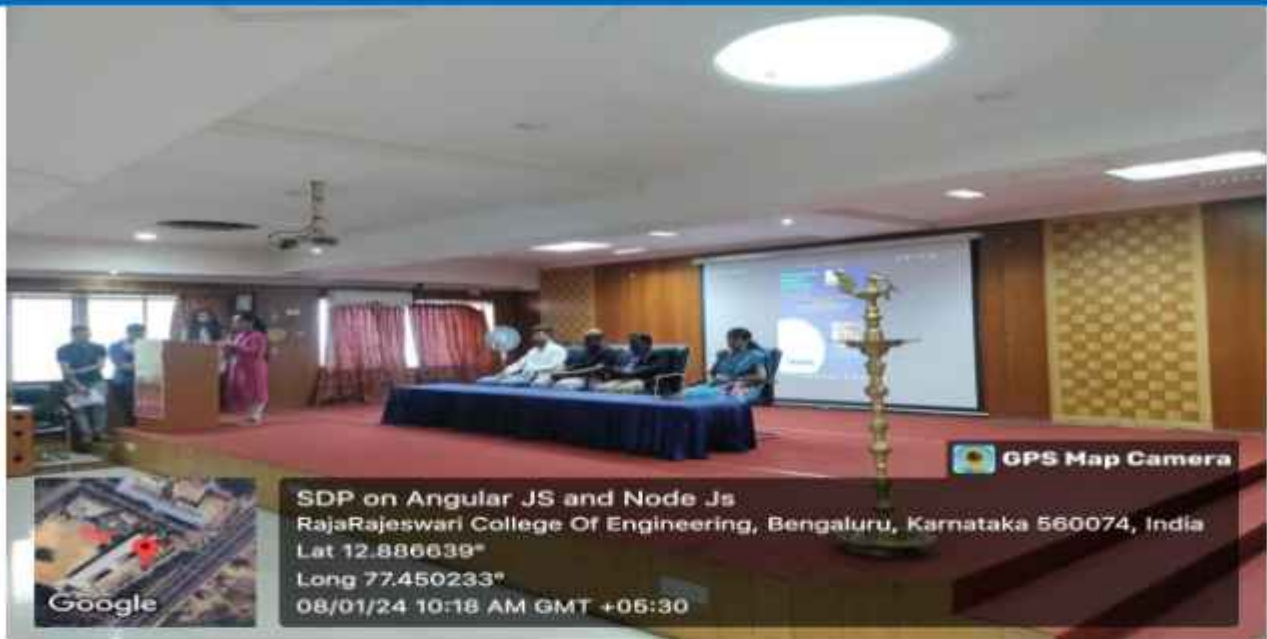 GPS Map Camera
SDP on Angular JS and Node Js
RajaRajeswari College Of Engineering, Bengaluru, Karnataka 560074, India
Lat 12.886639°
Long 77.450233°
08/01/24 10:18 AM GMT +05:30
Google